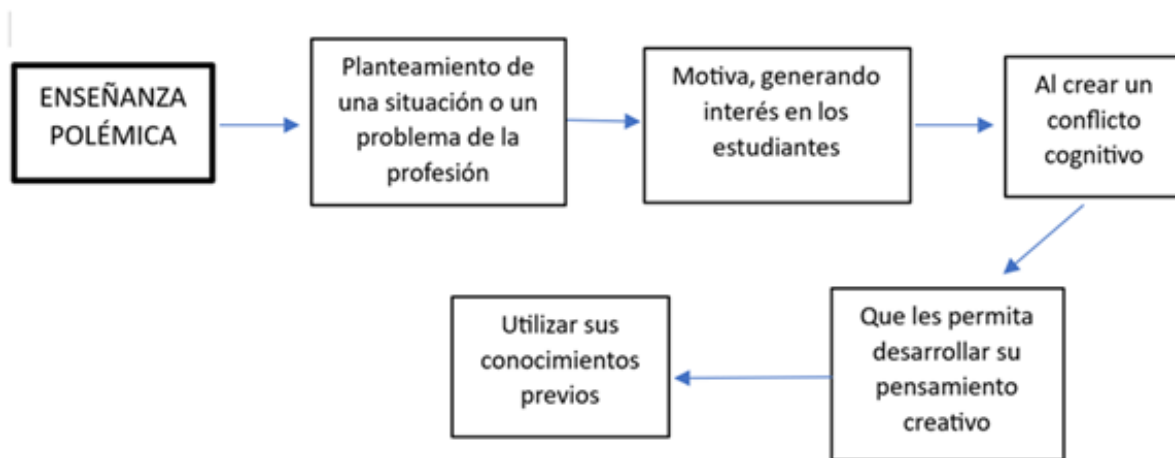 ENSEÑANZA
POLÉMICA
Planteamiento de
una situación o un
problema de la
profesión
Motiva, generando
interés en los
estudiantes
Al crear un
conflicto
cognitivo
Que les permita
desarrollar su
pensamiento
creativo
Utilizar sus
conocimientos
previos